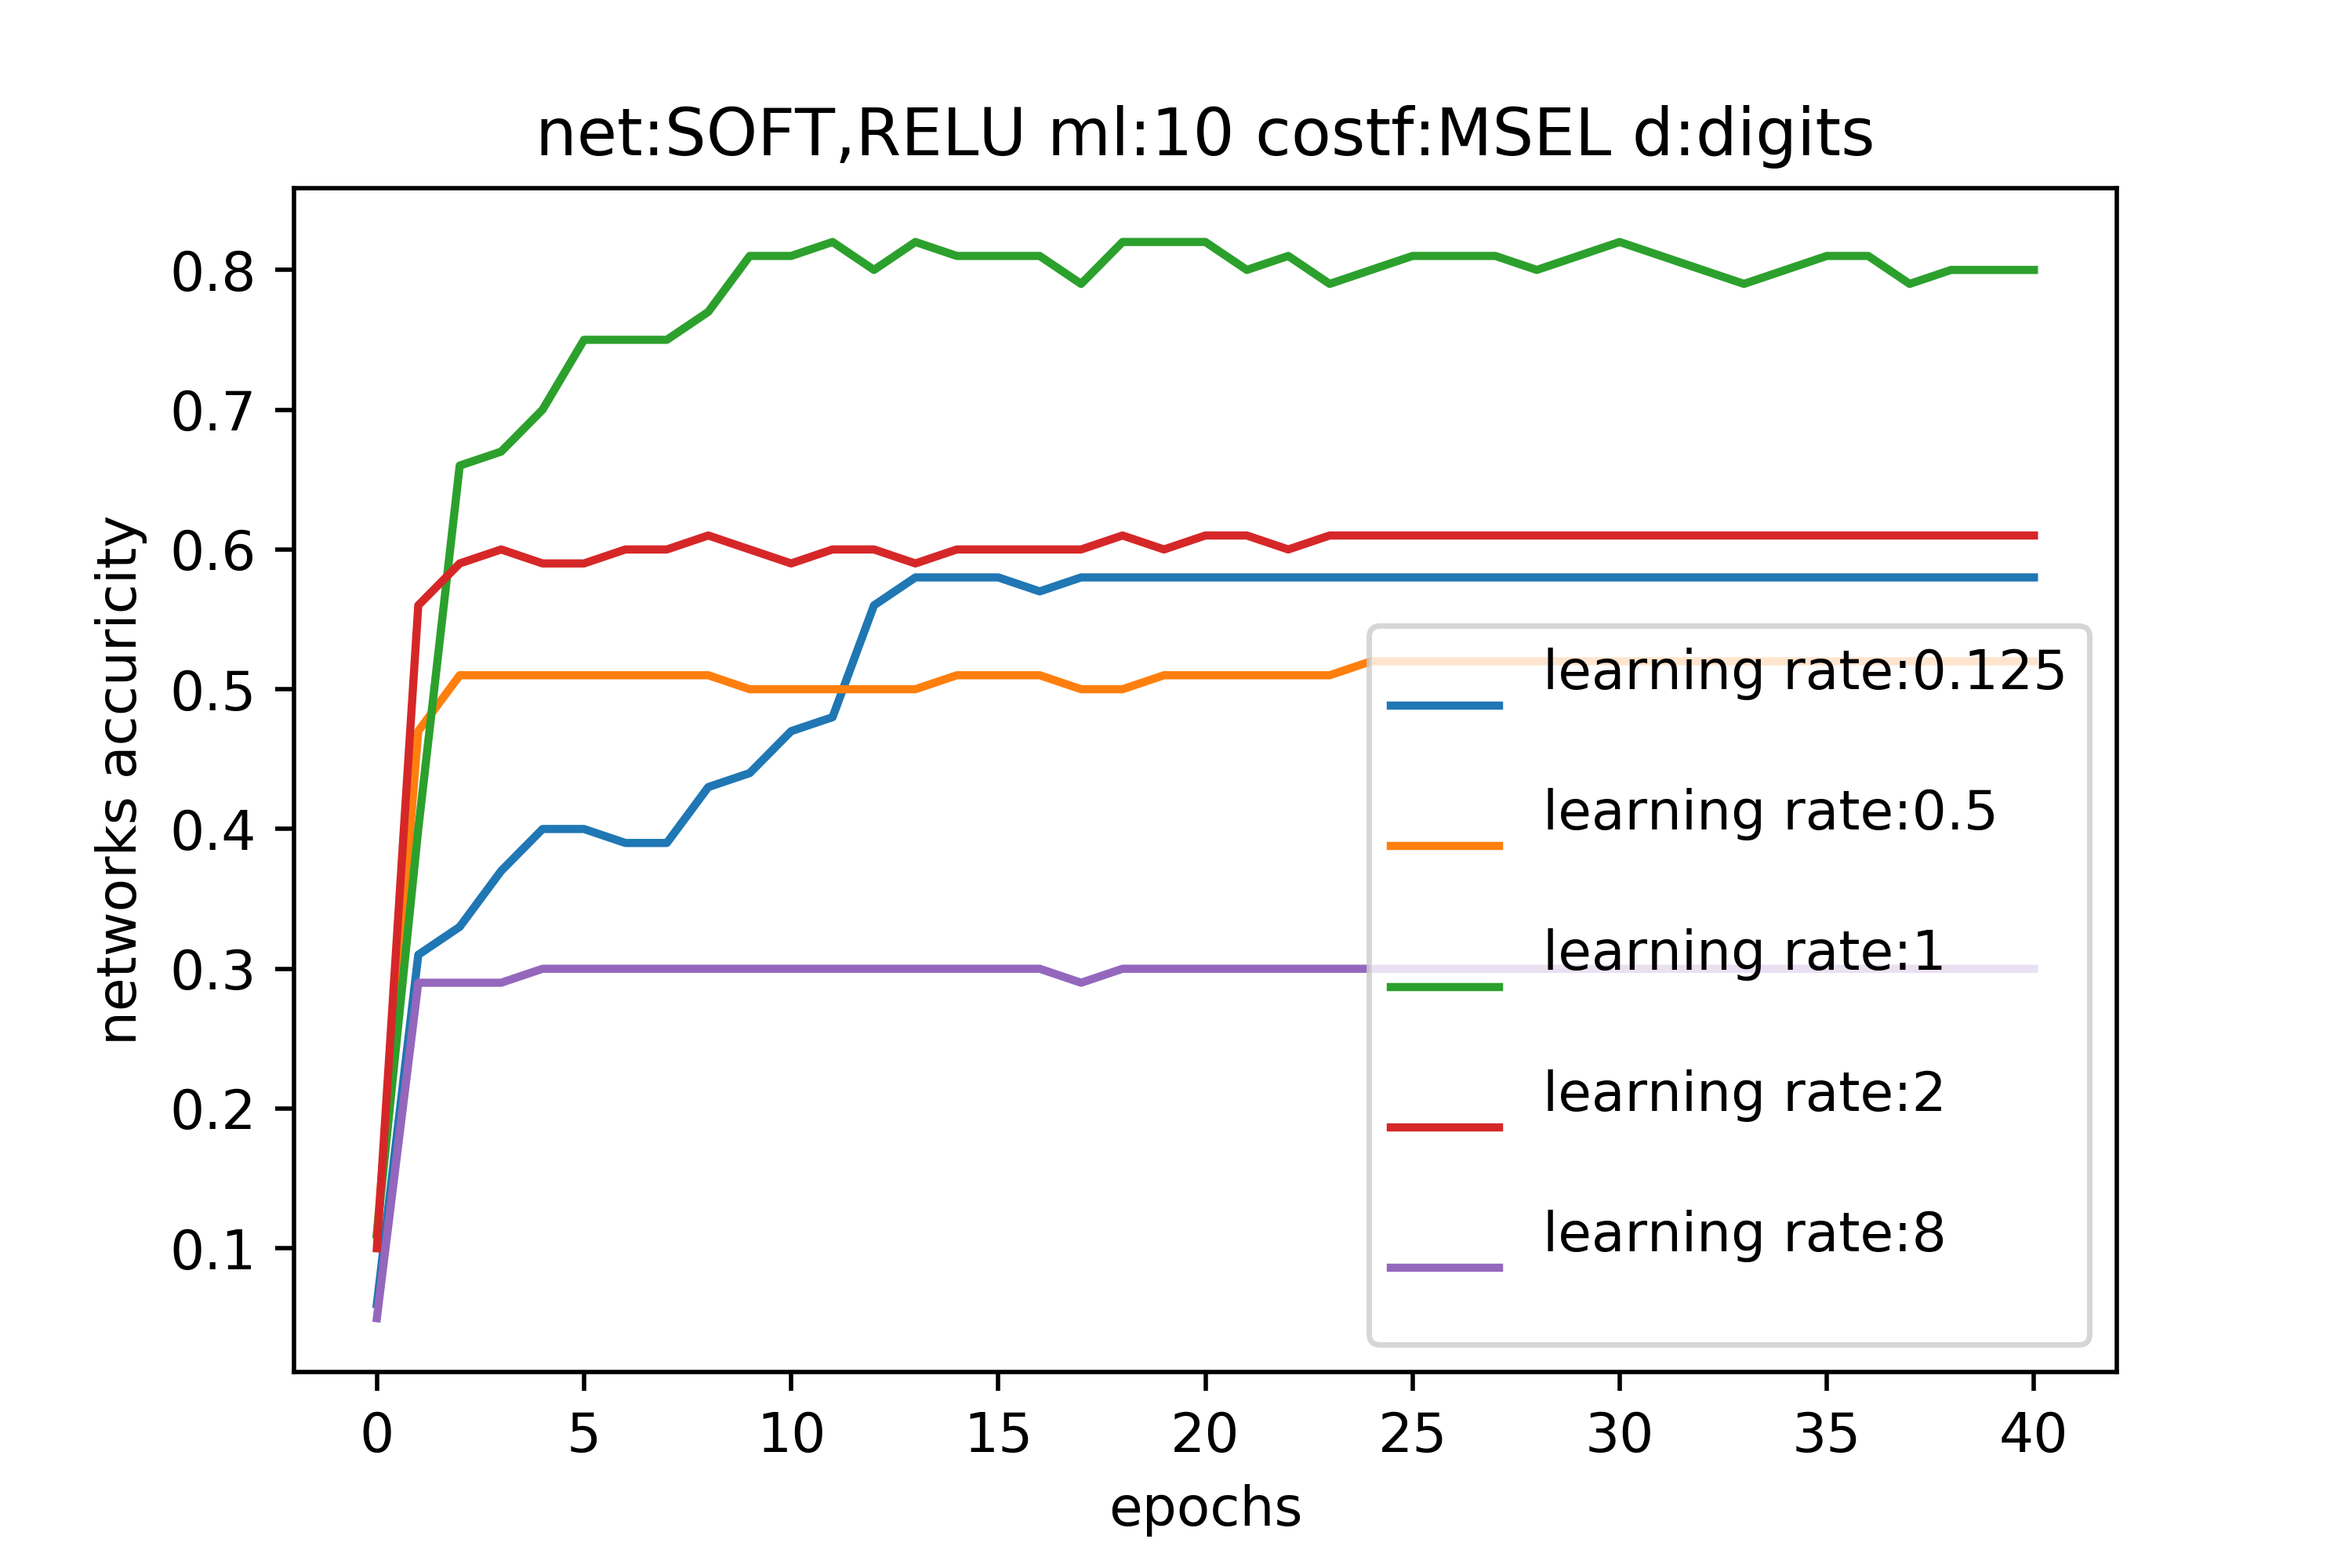 net:SOFT,RELU ml:10 costf:MSEL d:digits
networks accuricity
0.8
0.7
0.6
0.5
0.4
0.3
0.2
0.1
learning rate:0.125
learning rate:0.5
learning rate:1
learning rate:2
learning rate:8
0 5 10 15 20 25 30 35 40
epochs